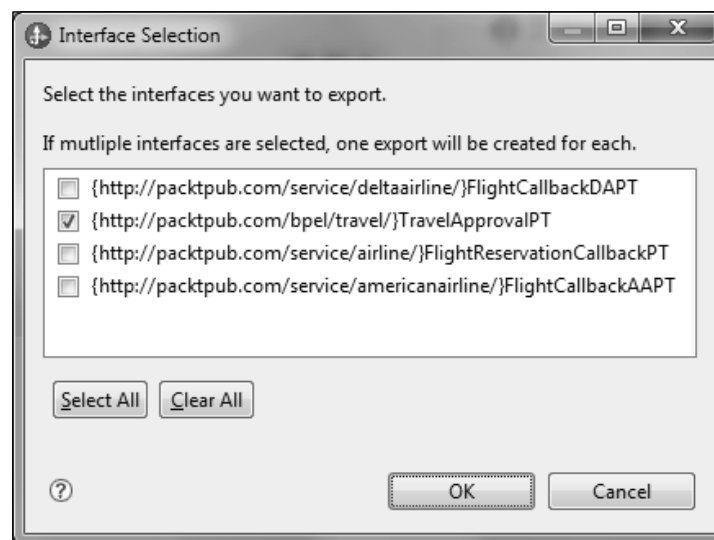 Interface Selection
Select the interfaces you want to export.
If mutliple interfaces are selected, one export will be created for each.
{http://packtpub.com/service/deltaairline/}FlightCallbackDAPT
{http://packtpub.com/bpel/travel/}TravelApprovalPT
{http://packtpub.com/service/airline/}FlightReservationCallbackPT
{http://packtpub.com/service/americanairline/}FlightCallbackAAPT
Select All Clear All
? OK Cancel